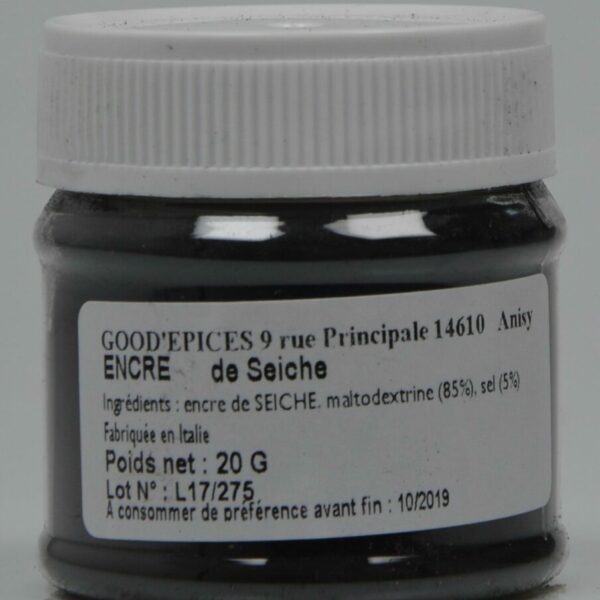 GOOD'EPICES 9 rue Principale 14610 Anisy
ENCRE de Seiche
Ingrédients : encre de SEICHE. maltodextrine (85%), sel (5%)
Fabriquée en Italie
Poids net : 20 G
Lot N° : L17/275
A consommer de préférence avant fin : 10/2019